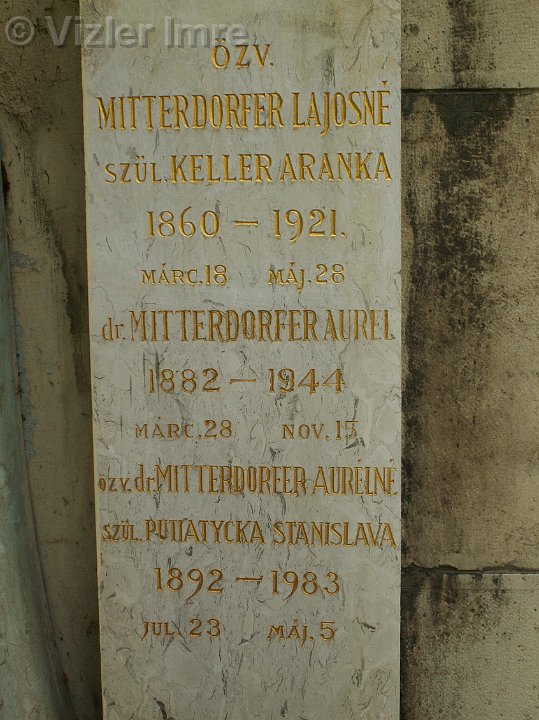 © Vizler Imre
ÖZV.
MITTERDORFER LAJOSNÉ
SZÜL. KELLER ARANKA
1860 – 1921.
MÁRC. 18 MÁJ. 28
dr. MITTERDORFER AUREL
1882 – 1944
MÁRC. 28 NOV. 15
ÖZV. dr. MITTERDORFER AURÉLNÉ
SZÜL. PUTTATYCKA STANISLAVA
1892 – 1983
JUL. 23 MÁJ. 5